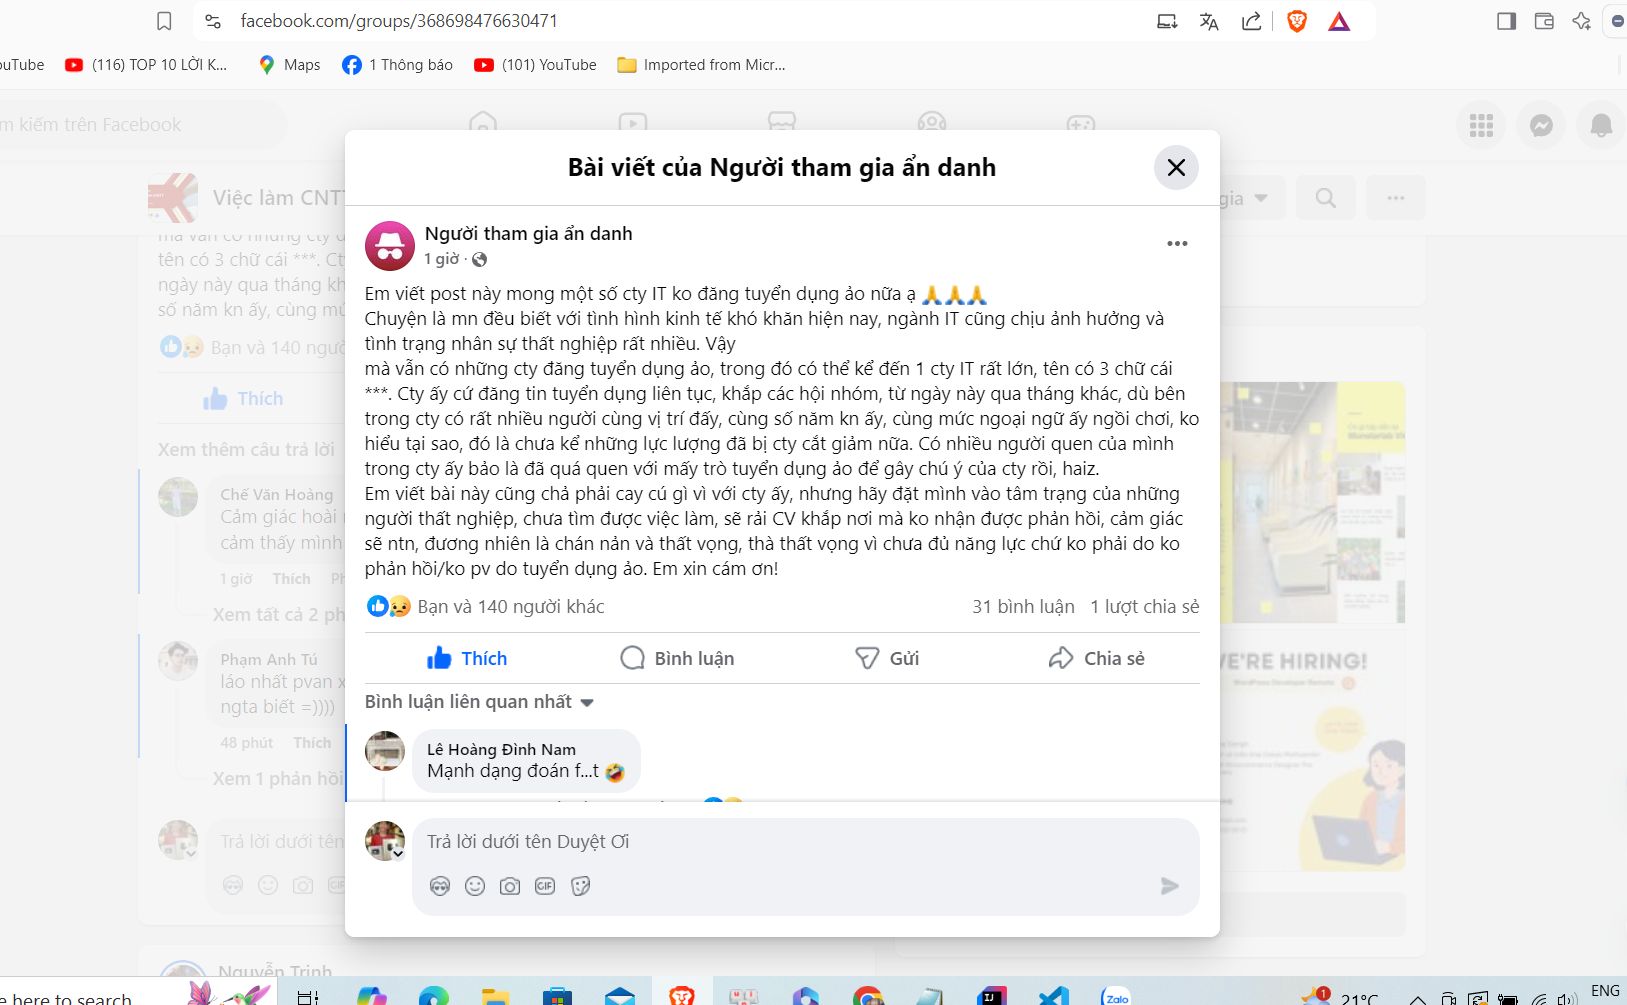 facebook.com/groups/368698476630471
ouTube
(116) TOP 10 LỜI K...
Maps
1 Thông báo
(101) YouTube
Imported from Micr...
m kiếm trên Facebook
Việc làm CNT
gia
Bài viết của Người tham gia ẩn danh
Người tham gia ẩn danh
1 giờ ·
Em viết post này mong một số cty IT ko đăng tuyển dụng ảo nữa ạ 🙏🙏🙏
Chuyện là mn đều biết với tình hình kinh tế khó khăn hiện nay, ngành IT cũng chịu ảnh hưởng và
tình trạng nhân sự thất nghiệp rất nhiều. Vậy
mà vẫn có những cty đăng tuyển dụng ảo, trong đó có thể kể đến 1 cty IT rất lớn, tên có 3 chữ cái
***. Cty ấy cứ đăng tin tuyển dụng liên tục, khắp các hội nhóm, từ ngày này qua tháng khác, dù bên
trong cty có rất nhiều người cùng vị trí đấy, cùng số năm kn ấy, cùng mức ngoại ngữ ấy ngồi chơi, ko
hiểu tại sao, đó là chưa kể những lực lượng đã bị cty cắt giảm nữa. Có nhiều người quen của mình
trong cty ấy bảo là đã quá quen với mấy trò tuyển dụng ảo để gây chú ý của cty rồi, haiz.
Em viết bài này cũng chả phải cay cú gì vì với cty ấy, nhưng hãy đặt mình vào tâm trạng của những
người thất nghiệp, chưa tìm được việc làm, sẽ rải CV khắp nơi mà ko nhận được phản hồi, cảm giác
sẽ ntn, đương nhiên là chán nản và thất vọng, thà thất vọng vì chưa đủ năng lực chứ ko phải do ko
phản hồi/ko pv do tuyển dụng ảo. Em xin cám ơn!
Bạn và 140 người khác
31 bình luận 1 lượt chia sẻ
Thích
Bình luận
Gửi
Chia sẻ
Bình luận liên quan nhất
Lê Hoàng Đình Nam
Mạnh dạng đoán f...t 🤣
Trả lời dưới tên Duyệt Ơi
GIF
tên có 3 chữ cái ***. Ct
ngày này qua tháng kh
số năm kn ấy, cùng mứ
Bạn và 140 ngườ
Thích
Xem thêm câu trả lời
Chế Văn Hoàng
Cảm giác hoài
cảm thấy mình
1 giờ Thích Ph
Xem tất cả 2 ph
Phạm Anh Tú
láo nhất pvan x
ngta biết =))))
48 phút Thích
Xem 1 phản hồi
Trả lời dưới tên
GIF
Nguyễn Trinh
E'RE HIRING!
e here to search
Zalo
1
21°C
ENG